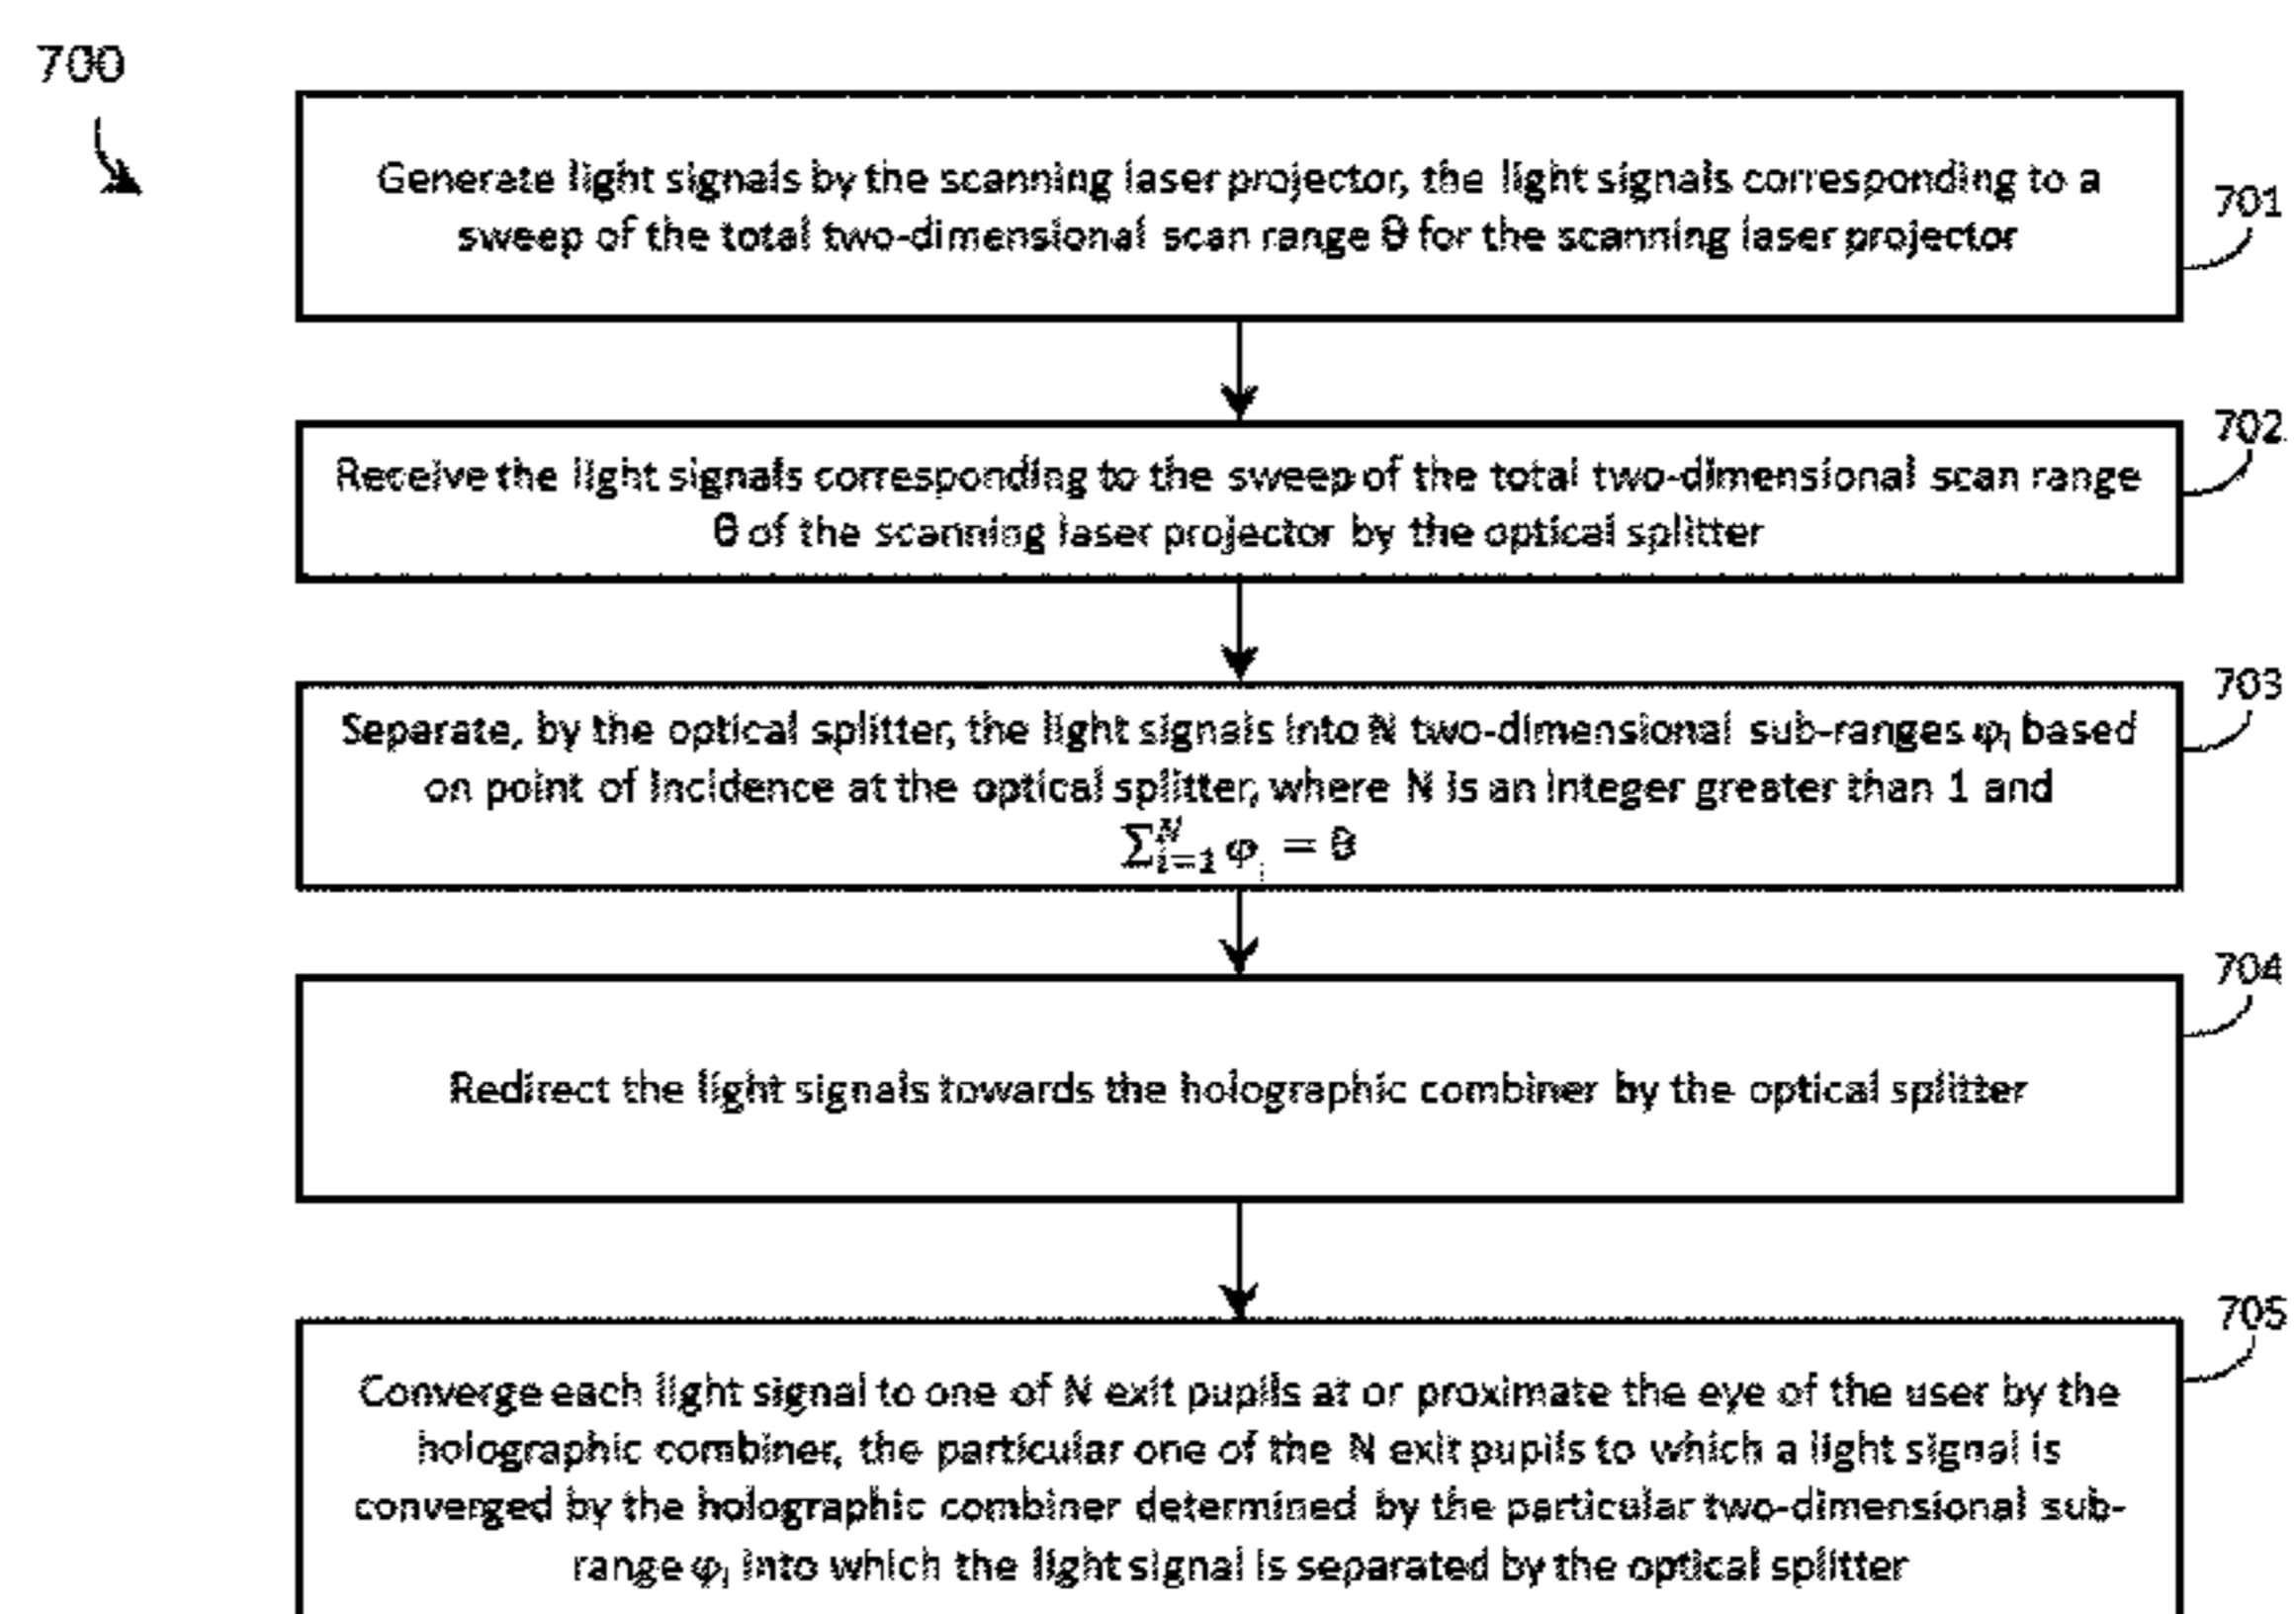 700
Generate light signals by the scanning laser projector, the light signals corresponding to a
sweep of the total two-dimensional scan range θ for the scanning laser projector
701
702
Receive the light signals corresponding to the sweep of the total two-dimensional scan range
θ of the scanning laser projector by the optical splitter
703
Separate, by the optical splitter, the light signals into N two-dimensional sub-ranges φᵢ based
on point of incidence at the optical splitter, where N is an integer greater than 1 and
∑ᴺᵢ₌₁ φᵢ = θ
704
Redirect the light signals towards the holographic combiner by the optical splitter
705
Converge each light signal to one of N exit pupils at or proximate the eye of the user by the
holographic combiner, the particular one of the N exit pupils to which a light signal is
converged by the holographic combiner determined by the particular two-dimensional sub-
range φᵢ into which the light signal is separated by the optical splitter